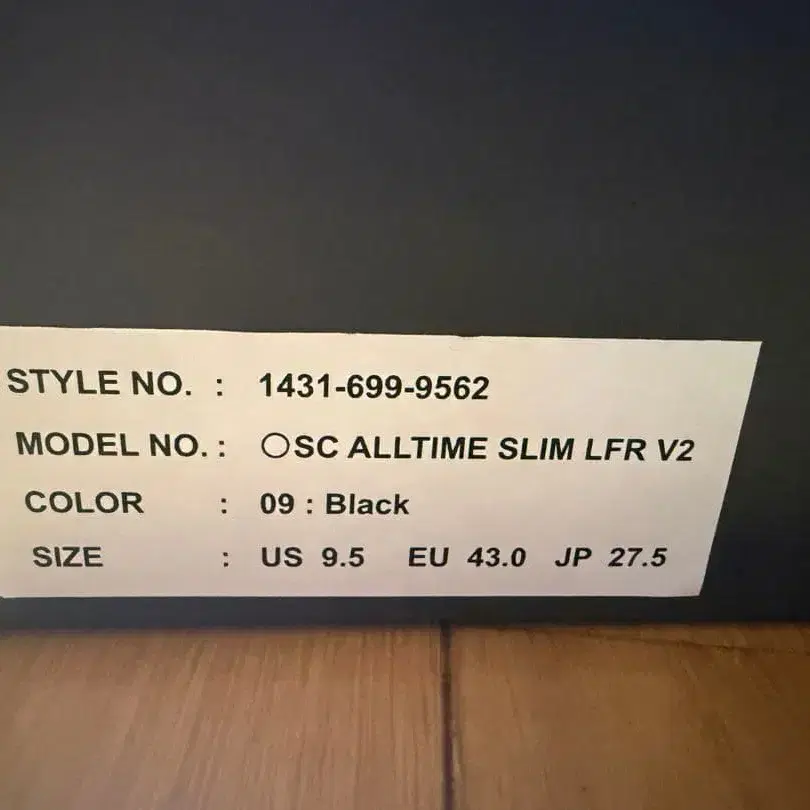 STYLE NO. : 1431-699-9562
MODEL NO. : ○SC ALLTIME SLIM LFR V2
COLOR : 09 : Black
SIZE : US 9.5 EU 43.0 JP 27.5